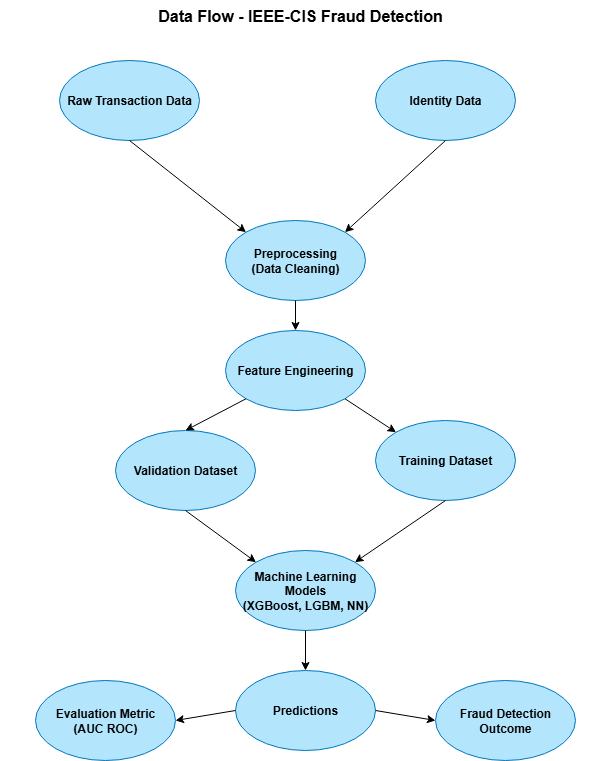 Data Flow - IEEE-CIS Fraud Detection
Raw Transaction Data
Identity Data
Preprocessing
(Data Cleaning)
Feature Engineering
Validation Dataset
Training Dataset
Machine Learning
Models
(XGBoost, LGBM, NN)
Predictions
Evaluation Metric
(AUC ROC)
Fraud Detection
Outcome